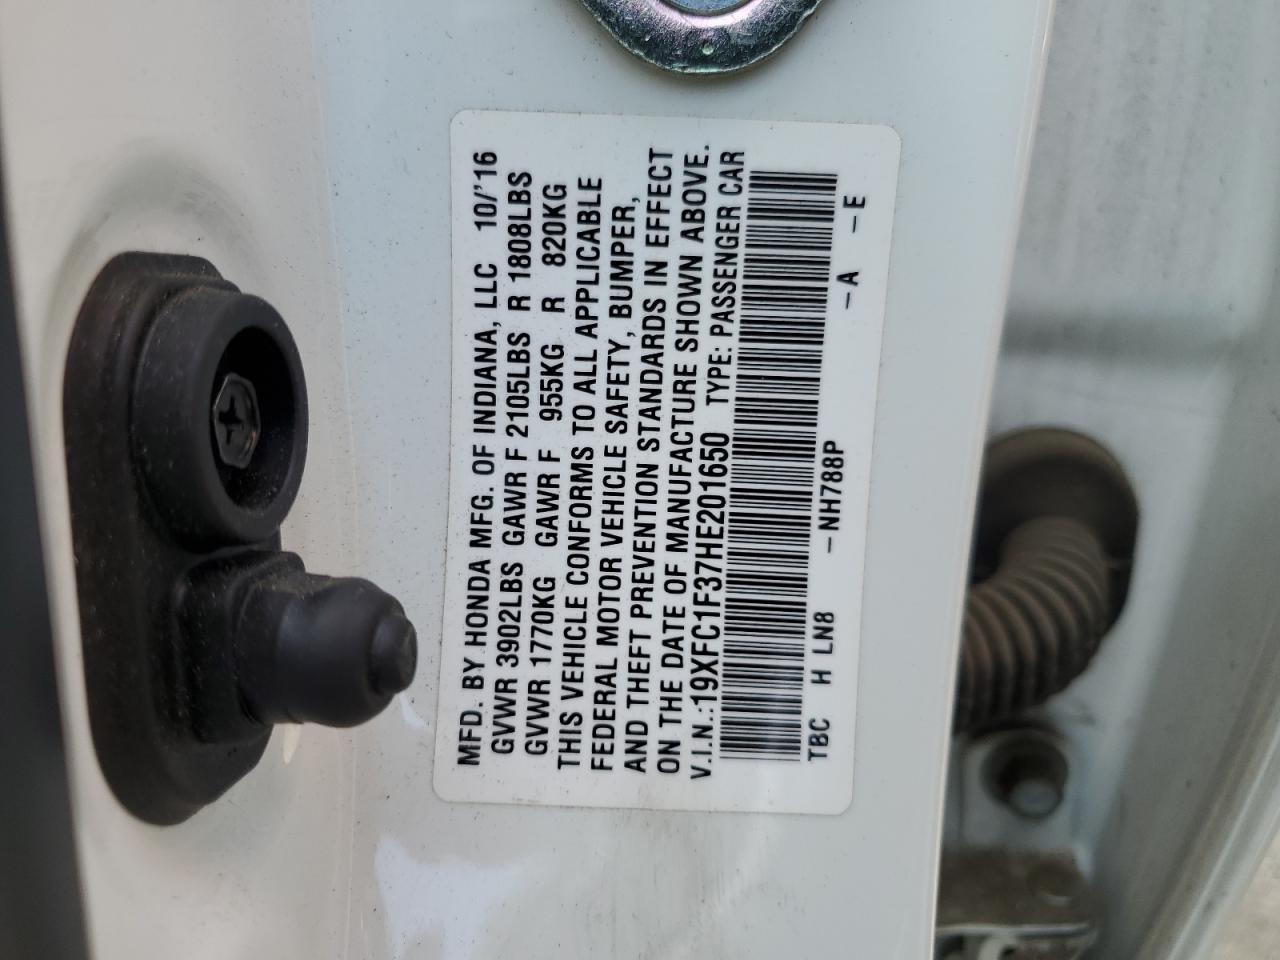 MFD. BY HONDA MFG. OF INDIANA, LLC 10/'16
GVWR 3902LBS GAWR F 2105LBS R 1808LBS
GVWR 1770KG GAWR F 955KG R 820KG
THIS VEHICLE CONFORMS TO ALL APPLICABLE
FEDERAL MOTOR VEHICLE SAFETY, BUMPER,
AND THEFT PREVENTION STANDARDS IN EFFECT
ON THE DATE OF MANUFACTURE SHOWN ABOVE.
V.I.N.:19XFC1F37HE201650 TYPE: PASSENGER CAR
TBC H LN8 -NH788P -A -E